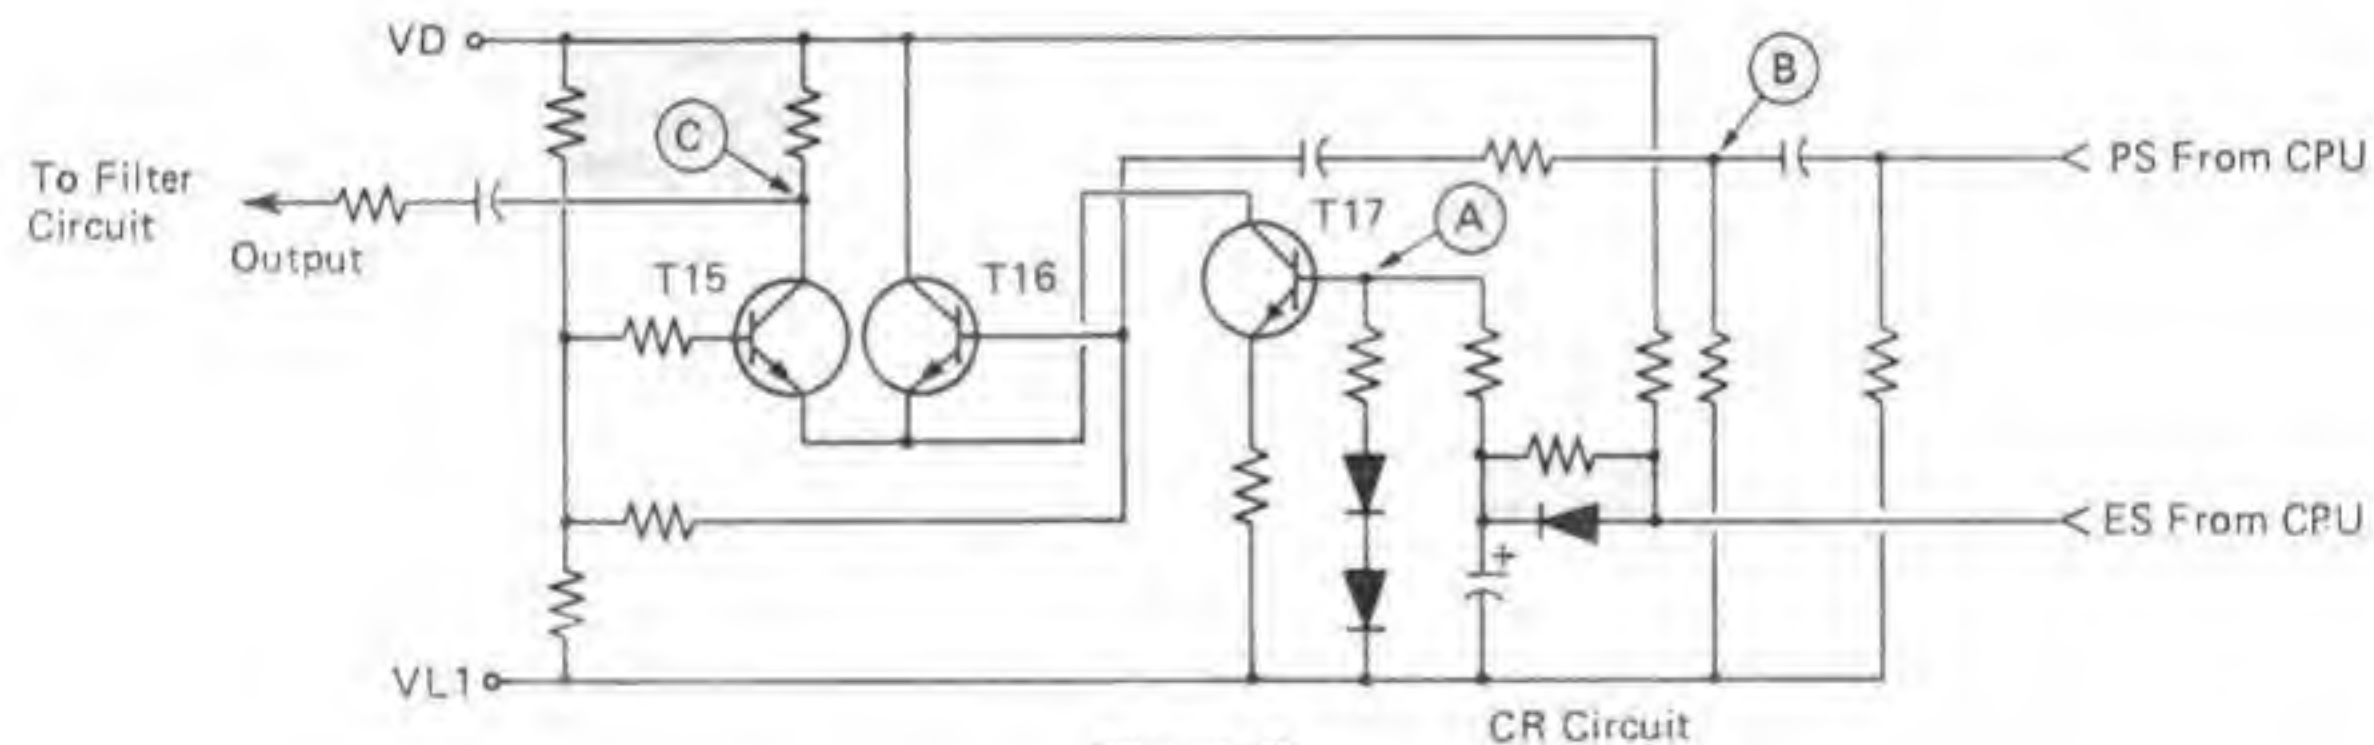 VD
B
C
PS From CPU
To Filter
Circuit
T17
A
Output
T15
T16
ES From CPU
+
VL1
CR Circuit